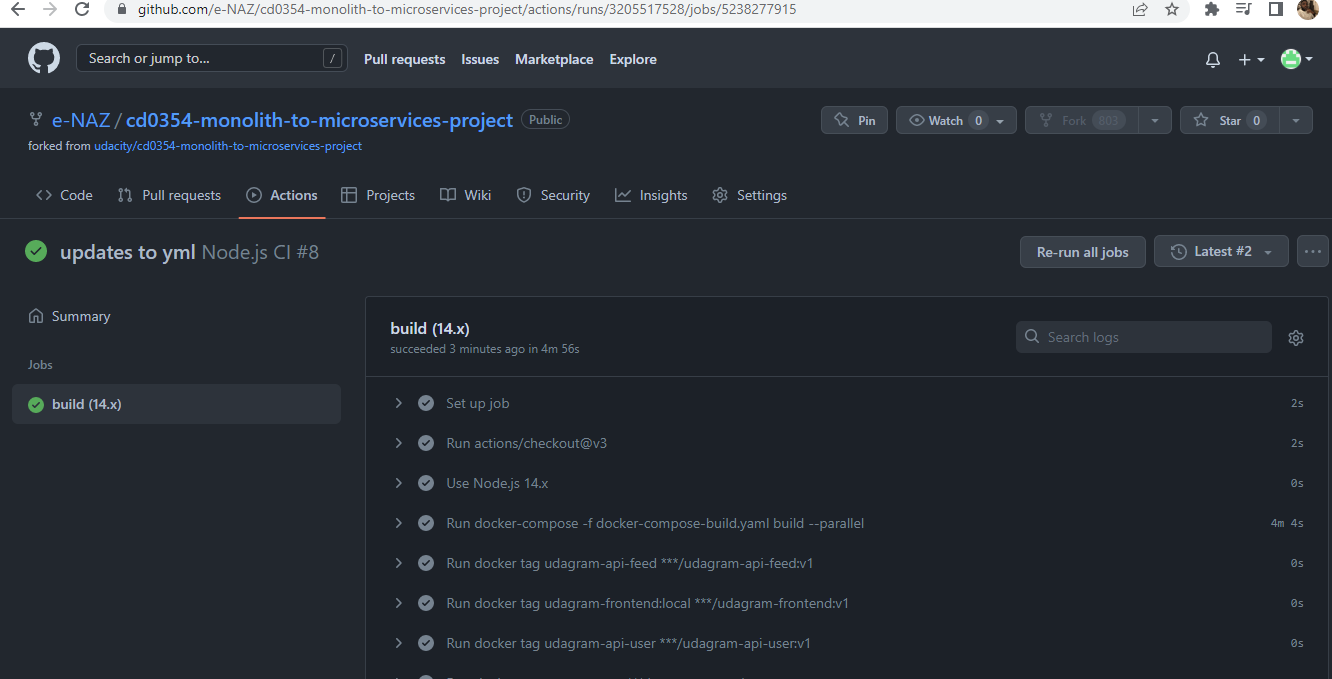 github.com/e-NAZ/cd0354-monolith-to-microservices-project/actions/runs/3205517528/jobs/5238277915
Search or jump to... / Pull requests Issues Marketplace Explore
e-NAZ / cd0354-monolith-to-microservices-project Public Pin Watch 0 Fork 803 Star 0
forked from udacity/cd0354-monolith-to-microservices-project
Code Pull requests Actions Projects Wiki Security Insights Settings
updates to yml Node.js CI #8 Re-run all jobs Latest #2
Summary
build (14.x)
succeeded 3 minutes ago in 4m 56s
Search logs
Jobs
build (14.x)
Set up job 2s
Run actions/checkout@v3 2s
Use Node.js 14.x 0s
Run docker-compose -f docker-compose-build.yaml build --parallel 4m 4s
Run docker tag udagram-api-feed ***/udagram-api-feed:v1 0s
Run docker tag udagram-frontend:local ***/udagram-frontend:v1 0s
Run docker tag udagram-api-user ***/udagram-api-user:v1 0s